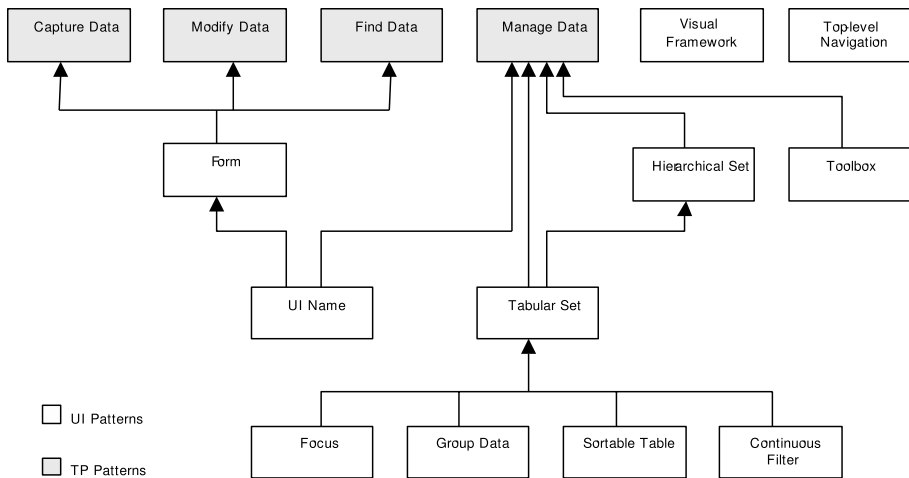 Capture Data
Modify Data
Find Data
Manage Data
Visual
Framework
Top-level
Navigation
Form
Hierarchical Set
Toolbox
UI Name
Tabular Set
UI Patterns
TP Patterns
Focus
Group Data
Sortable Table
Continuous
Filter